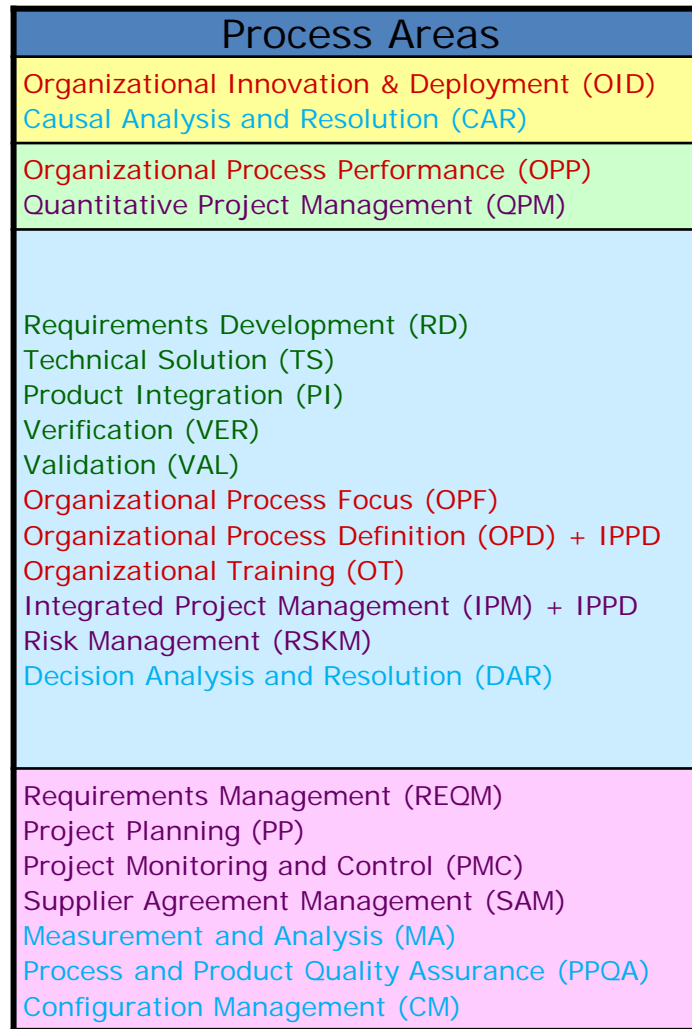 Process Areas
Organizational Innovation & Deployment (OID)
Causal Analysis and Resolution (CAR)
Organizational Process Performance (OPP)
Quantitative Project Management (QPM)
Requirements Development (RD)
Technical Solution (TS)
Product Integration (PI)
Verification (VER)
Validation (VAL)
Organizational Process Focus (OPF)
Organizational Process Definition (OPD) + IPPD
Organizational Training (OT)
Integrated Project Management (IPM) + IPPD
Risk Management (RSKM)
Decision Analysis and Resolution (DAR)
Requirements Management (REQM)
Project Planning (PP)
Project Monitoring and Control (PMC)
Supplier Agreement Management (SAM)
Measurement and Analysis (MA)
Process and Product Quality Assurance (PPQA)
Configuration Management (CM)